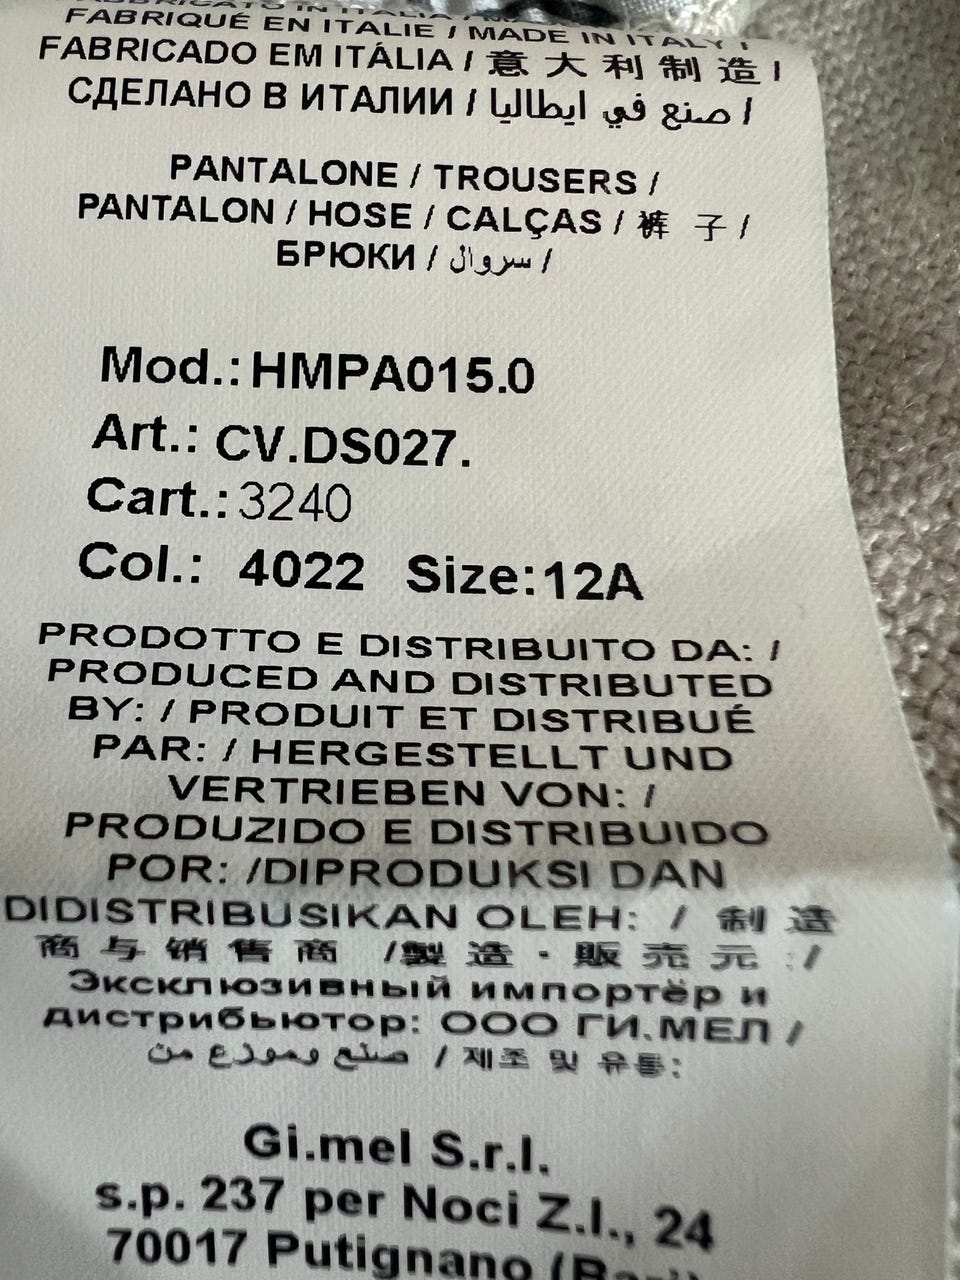 FABRICATO IN ITALIA /
FABRIQUÉ EN ITALIE / MADE IN ITALY /
FABRICADO EM ITÁLIA / 意大利制造 /
СДЕЛАНО В ИТАЛИИ / صنع في ايطاليا /
PANTALONE / TROUSERS /
PANTALON / HOSE / CALÇAS / 裤子 /
БРЮКИ / سروال /
Mod.: HMPA015.0
Art.: CV.DS027.
Cart.: 3240
Col.: 4022 Size:12A
PRODOTTO E DISTRIBUITO DA: /
PRODUCED AND DISTRIBUTED
BY: / PRODUIT ET DISTRIBUÉ
PAR: / HERGESTELLT UND
VERTRIEBEN VON: /
PRODUZIDO E DISTRIBUIDO
POR: /DIPRODUKSI DAN
DIDISTRIBUSIKAN OLEH: / 制造
商与销售商 /製造・販売元 : /
Эксклюзивный импортёр и
дистрибьютор: ООО ГИ.МЕЛ /
صنع وموزع من / 제조 및 유통:
Gi.mel S.r.l.
s.p. 237 per Noci Z.I., 24
70017 Putignano (Bari)